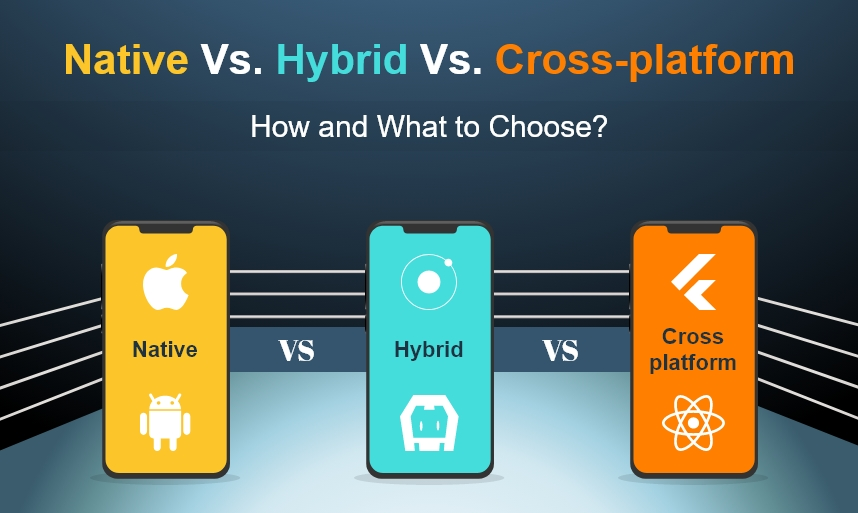 Native Vs. Hybrid Vs. Cross-platform
How and What to Choose?
Native
VS
Hybrid
VS
Cross
platform